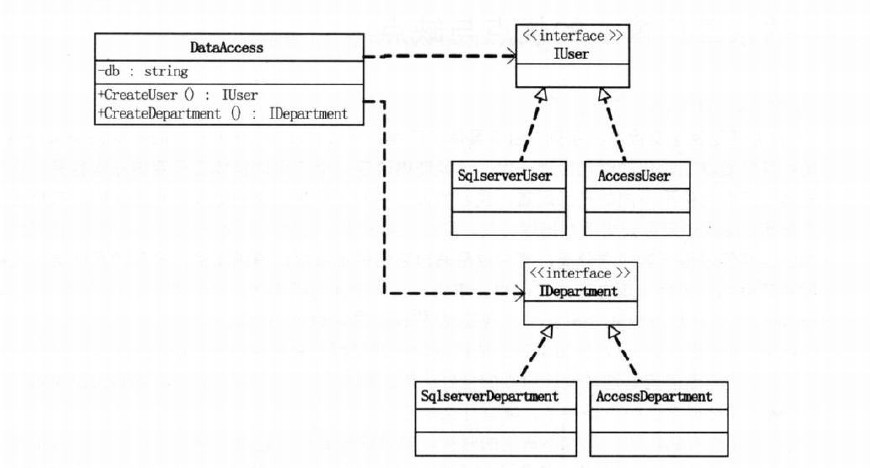 DataAccess
-db : string
+CreateUser () : IUser
+CreateDepartment () : IDepartment
<<interface >>
IUser
SqlserverUser
AccessUser
<<interface >>
IDepartment
SqlserverDepartment
AccessDepartment